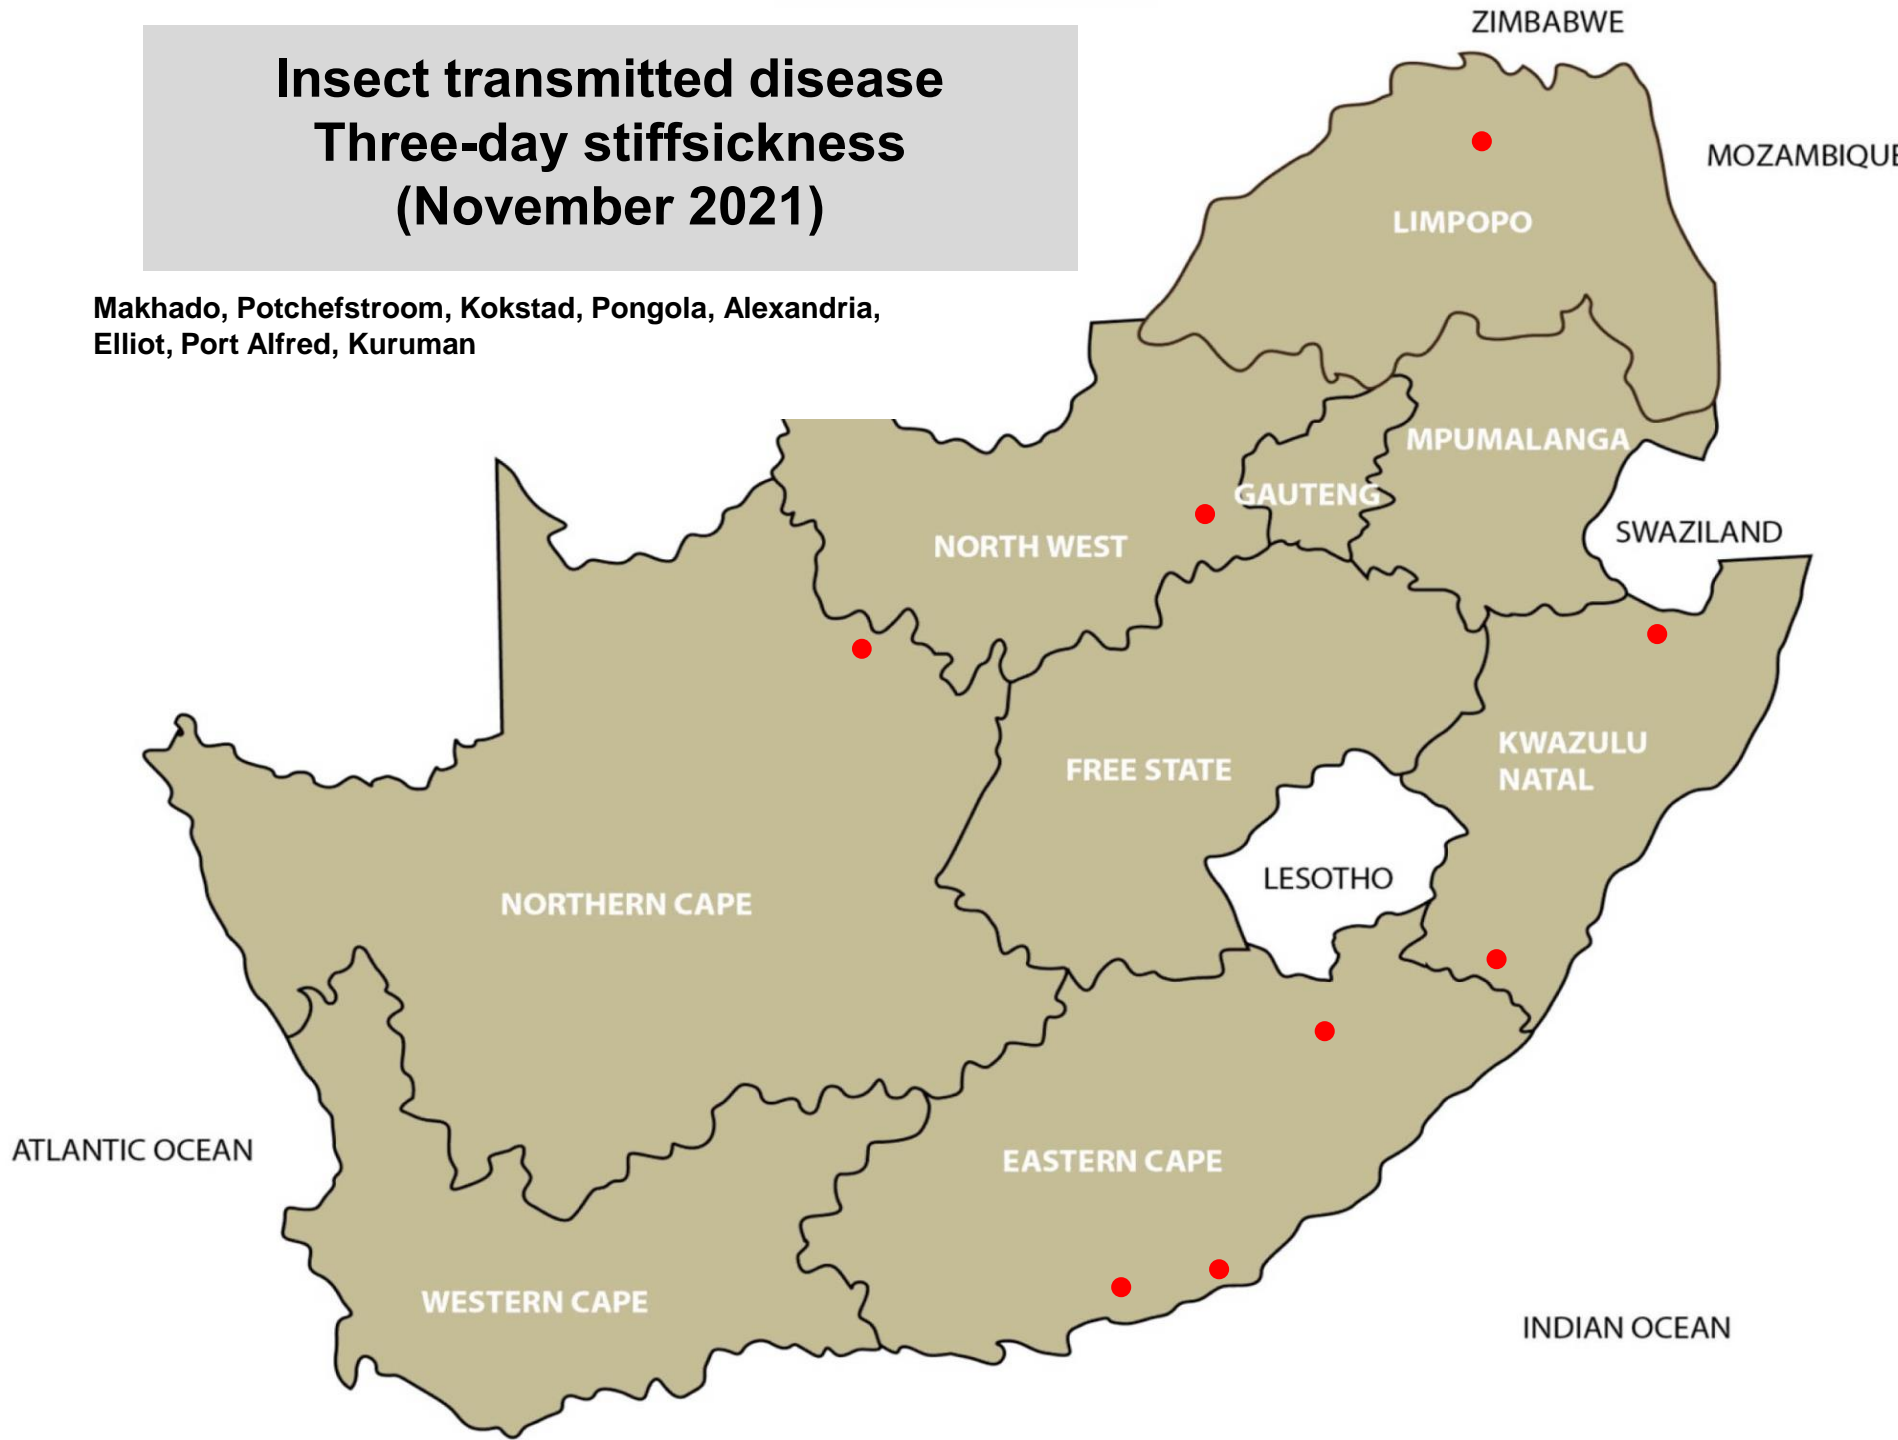 Insect transmitted disease
Three-day stiffsickness
(November 2021)
Makhado, Potchefstroom, Kokstad, Pongola, Alexandria,
Elliot, Port Alfred, Kuruman
ZIMBABWE
MOZAMBIQUE
LIMPOPO
MPUMALANGA
GAUTENG
SWAZILAND
NORTH WEST
KWAZULU
NATAL
FREE STATE
LESOTHO
NORTHERN CAPE
ATLANTIC OCEAN
EASTERN CAPE
WESTERN CAPE
INDIAN OCEAN